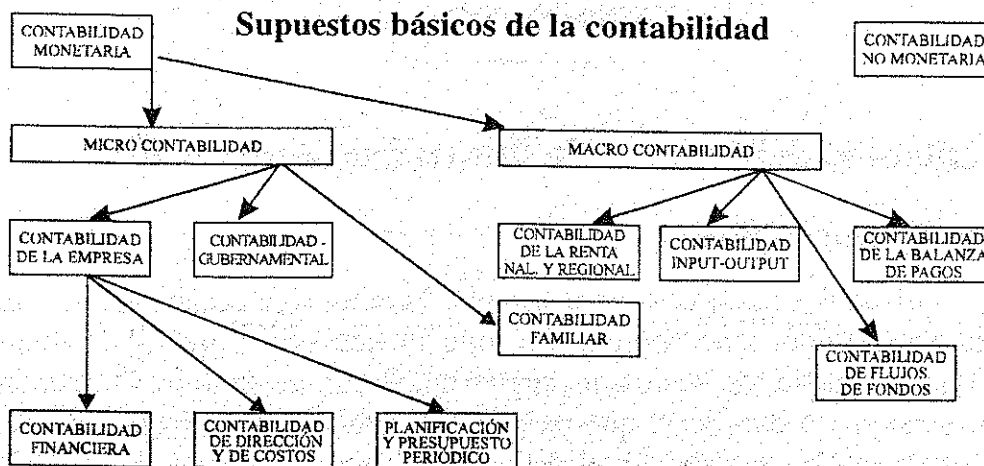 Supuestos básicos de la contabilidad
CONTABILIDAD
MONETARIA
CONTABILIDAD
NO MONETARIA
MICRO CONTABILIDAD
MACRO CONTABILIDAD
CONTABILIDAD
DE LA EMPRESA
CONTABILIDAD -
GUBERNAMENTAL
CONTABILIDAD
DE LA RENTA
NAL. Y REGIONAL
CONTABILIDAD
INPUT-OUTPUT
CONTABILIDAD
DE LA BALANZA
DE PAGOS
CONTABILIDAD
FAMILIAR
CONTABILIDAD
DE FLUJOS
DE FONDOS
CONTABILIDAD
FINANCIERA
CONTABILIDAD
DE DIRECCIÓN
Y DE COSTOS
PLANIFICACIÓN
Y PRESUPUESTO
PERIÓDICO